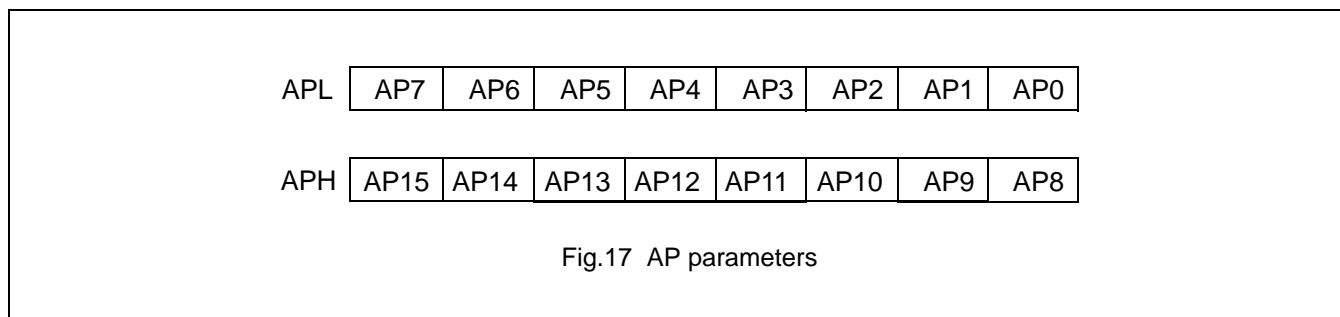 APL AP7 AP6 AP5 AP4 AP3 AP2 AP1 AP0
APH AP15 AP14 AP13 AP12 AP11 AP10 AP9 AP8
Fig.17 AP parameters